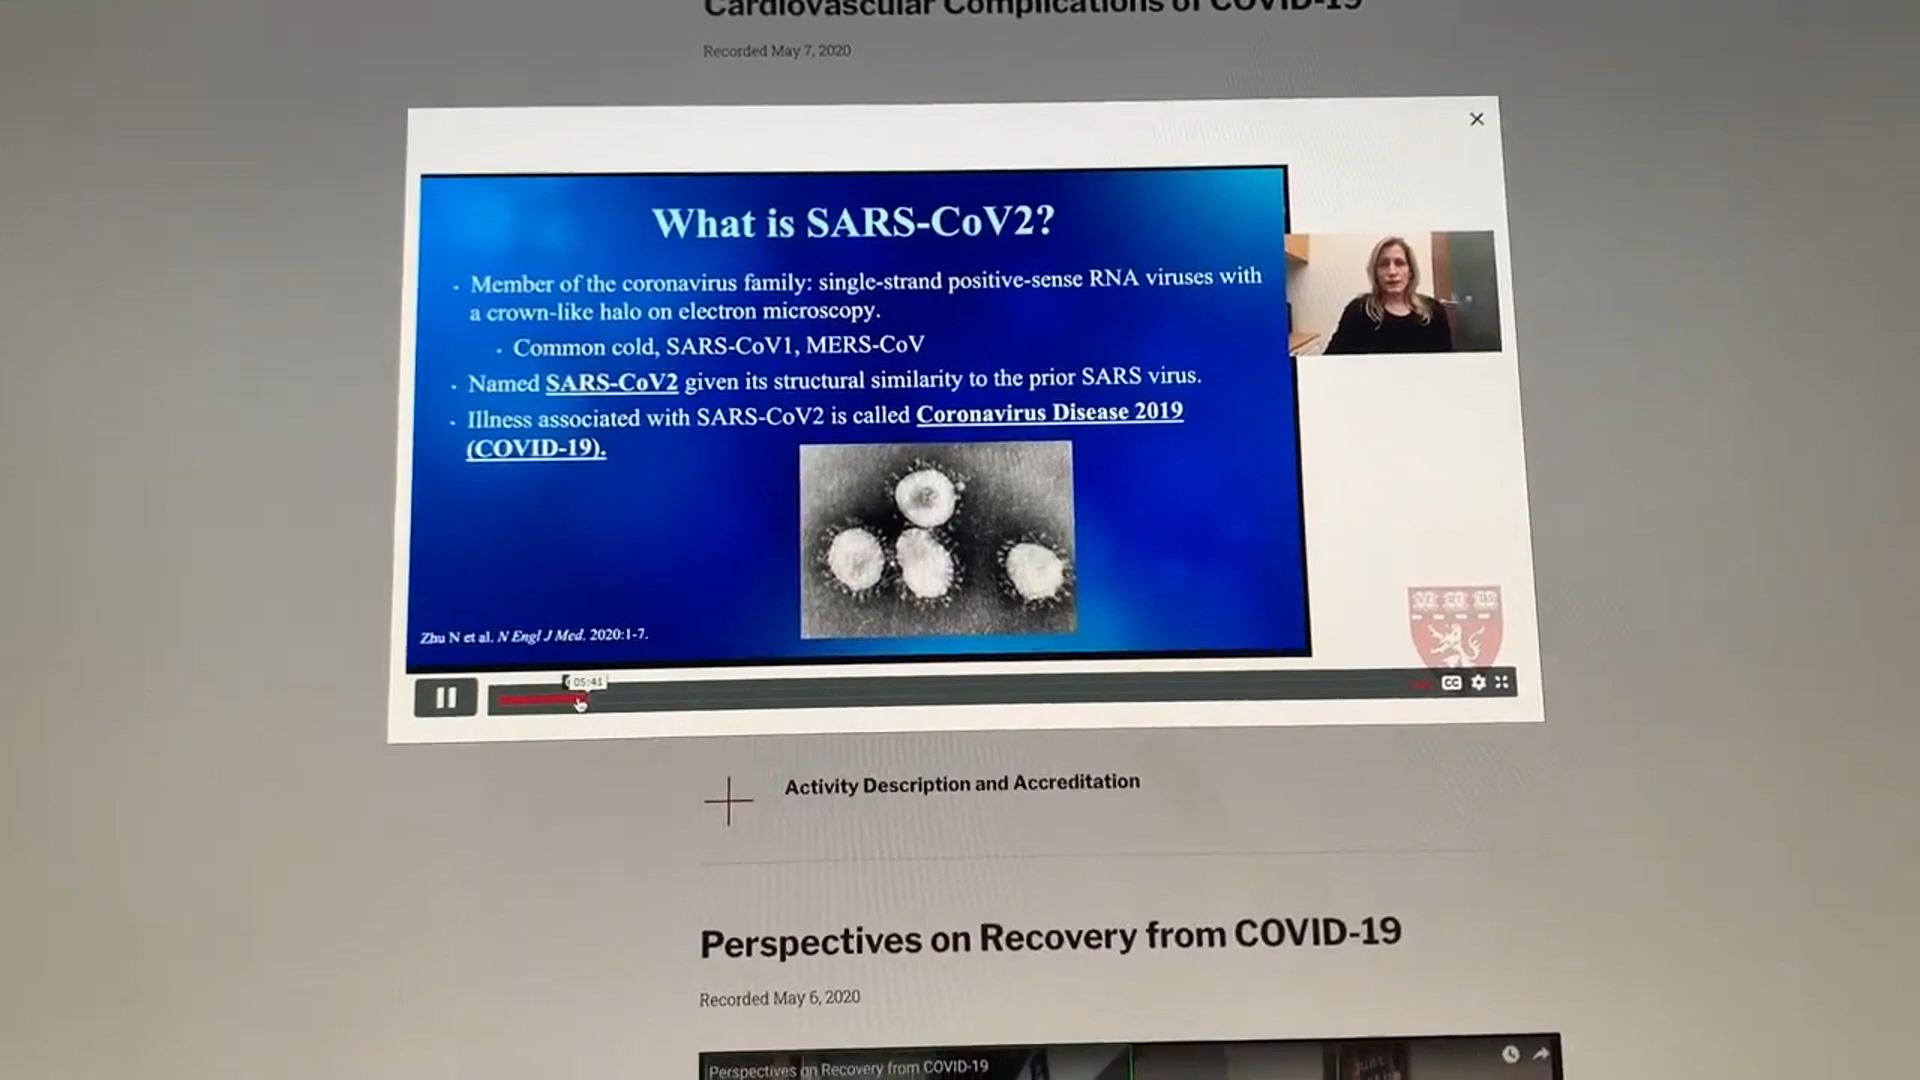 Cardiovascular Complications of COVID-19
Recorded May 7, 2020
What is SARS-CoV2?
· Member of the coronavirus family: single-strand positive-sense RNA viruses with
a crown-like halo on electron microscopy.
· Common cold, SARS-CoV1, MERS-CoV
· Named SARS-CoV2 given its structural similarity to the prior SARS virus.
· Illness associated with SARS-CoV2 is called Coronavirus Disease 2019
(COVID-19).
Zhu N et al. N Engl J Med. 2020:1-7.
05:41
CC
Activity Description and Accreditation
Perspectives on Recovery from COVID-19
Recorded May 6, 2020
Perspectives on Recovery from COVID-19